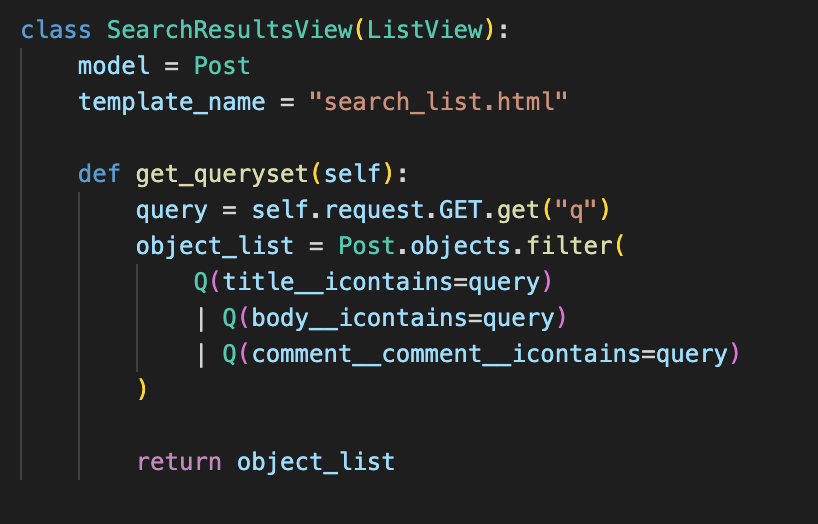 class SearchResultsView(ListView):
    model = Post
    template_name = "search_list.html"

    def get_queryset(self):
        query = self.request.GET.get("q")
        object_list = Post.objects.filter(
            Q(title__icontains=query)
            | Q(body__icontains=query)
            | Q(comment__comment__icontains=query)
        )

        return object_list